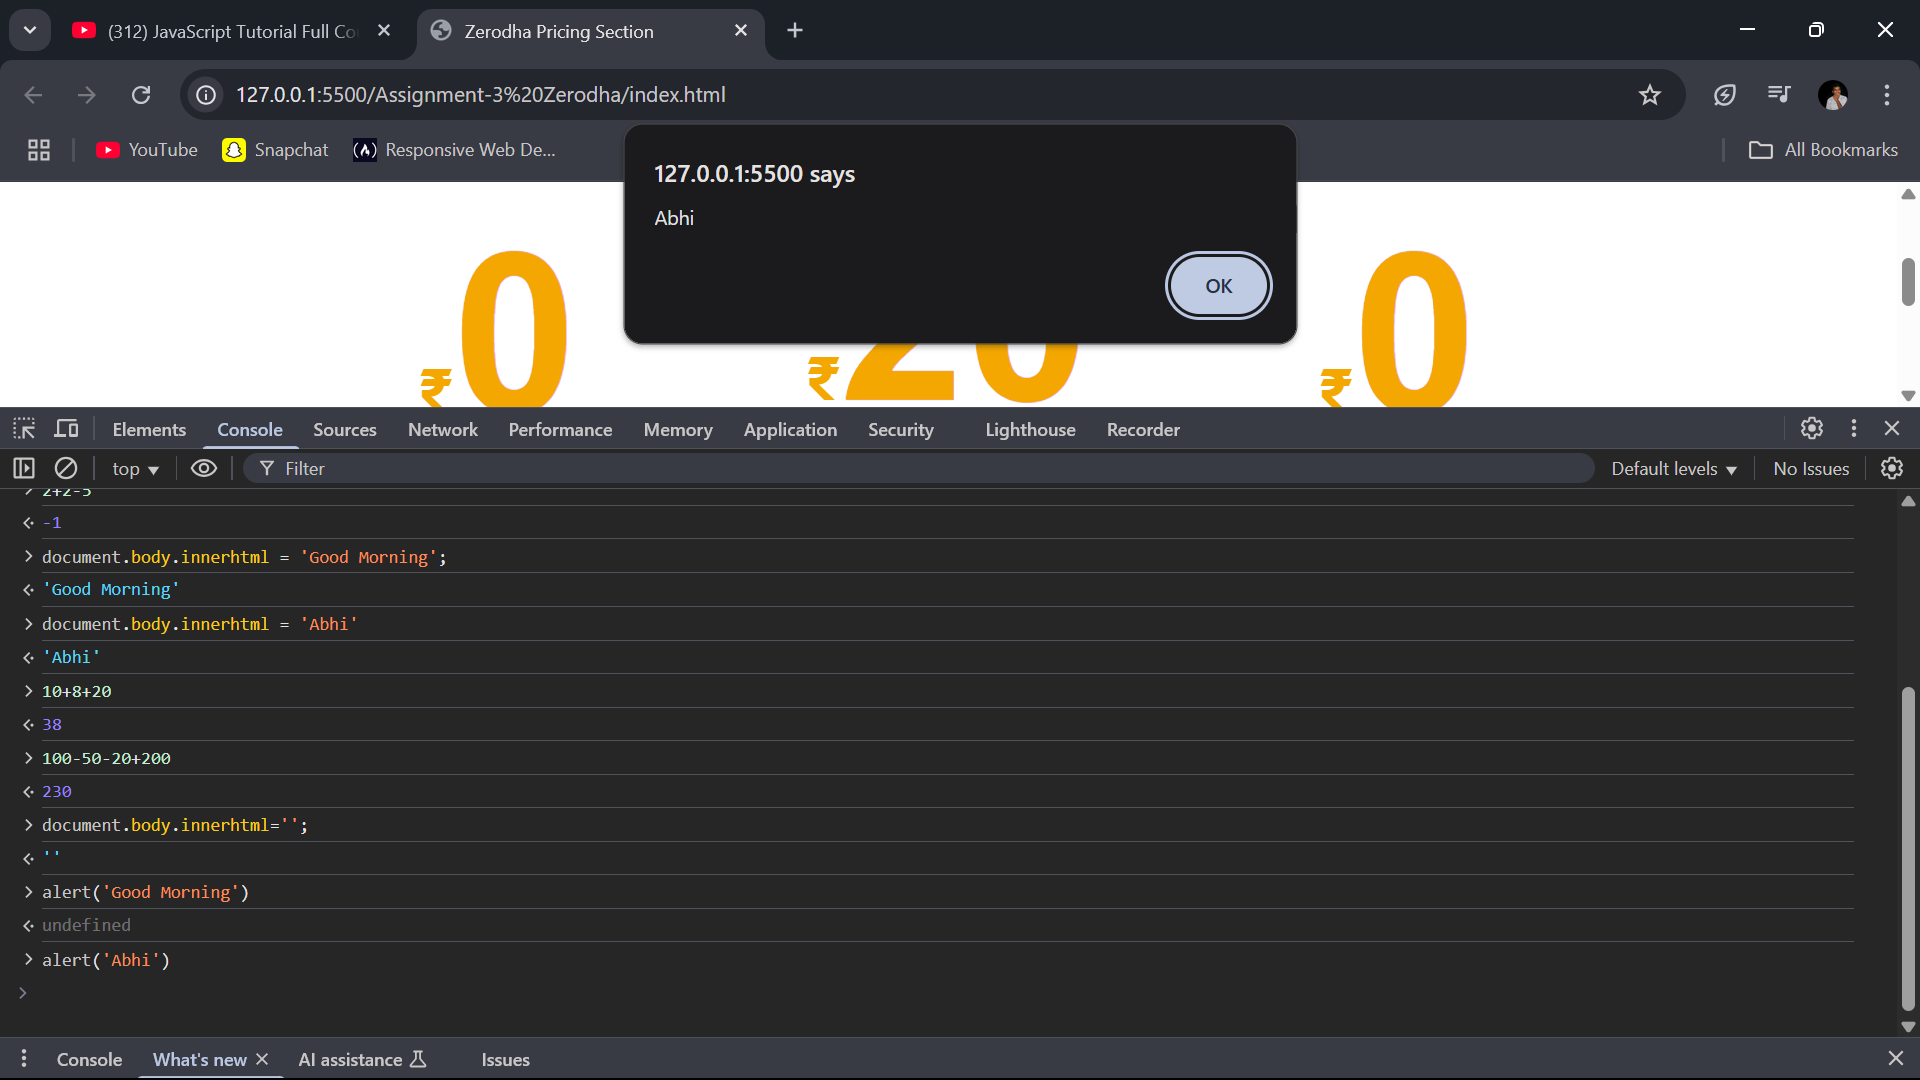 (312) JavaScript Tutorial Full Co
Zerodha Pricing Section
127.0.0.1:5500/Assignment-3%20Zerodha/index.html
YouTube
Snapchat
(A) Responsive Web De...
All Bookmarks
127.0.0.1:5500 says
Abhi
OK
₹0
₹20
₹0
Elements Console Sources Network Performance Memory Application Security Lighthouse Recorder
top
Filter
Default levels
No Issues
2+2-5
-1
document.body.innerhtml = 'Good Morning';
'Good Morning'
document.body.innerhtml = 'Abhi'
'Abhi'
10+8+20
38
100-50-20+200
230
document.body.innerhtml='';
''
alert('Good Morning')
undefined
alert('Abhi')
Console What's new AI assistance Issues